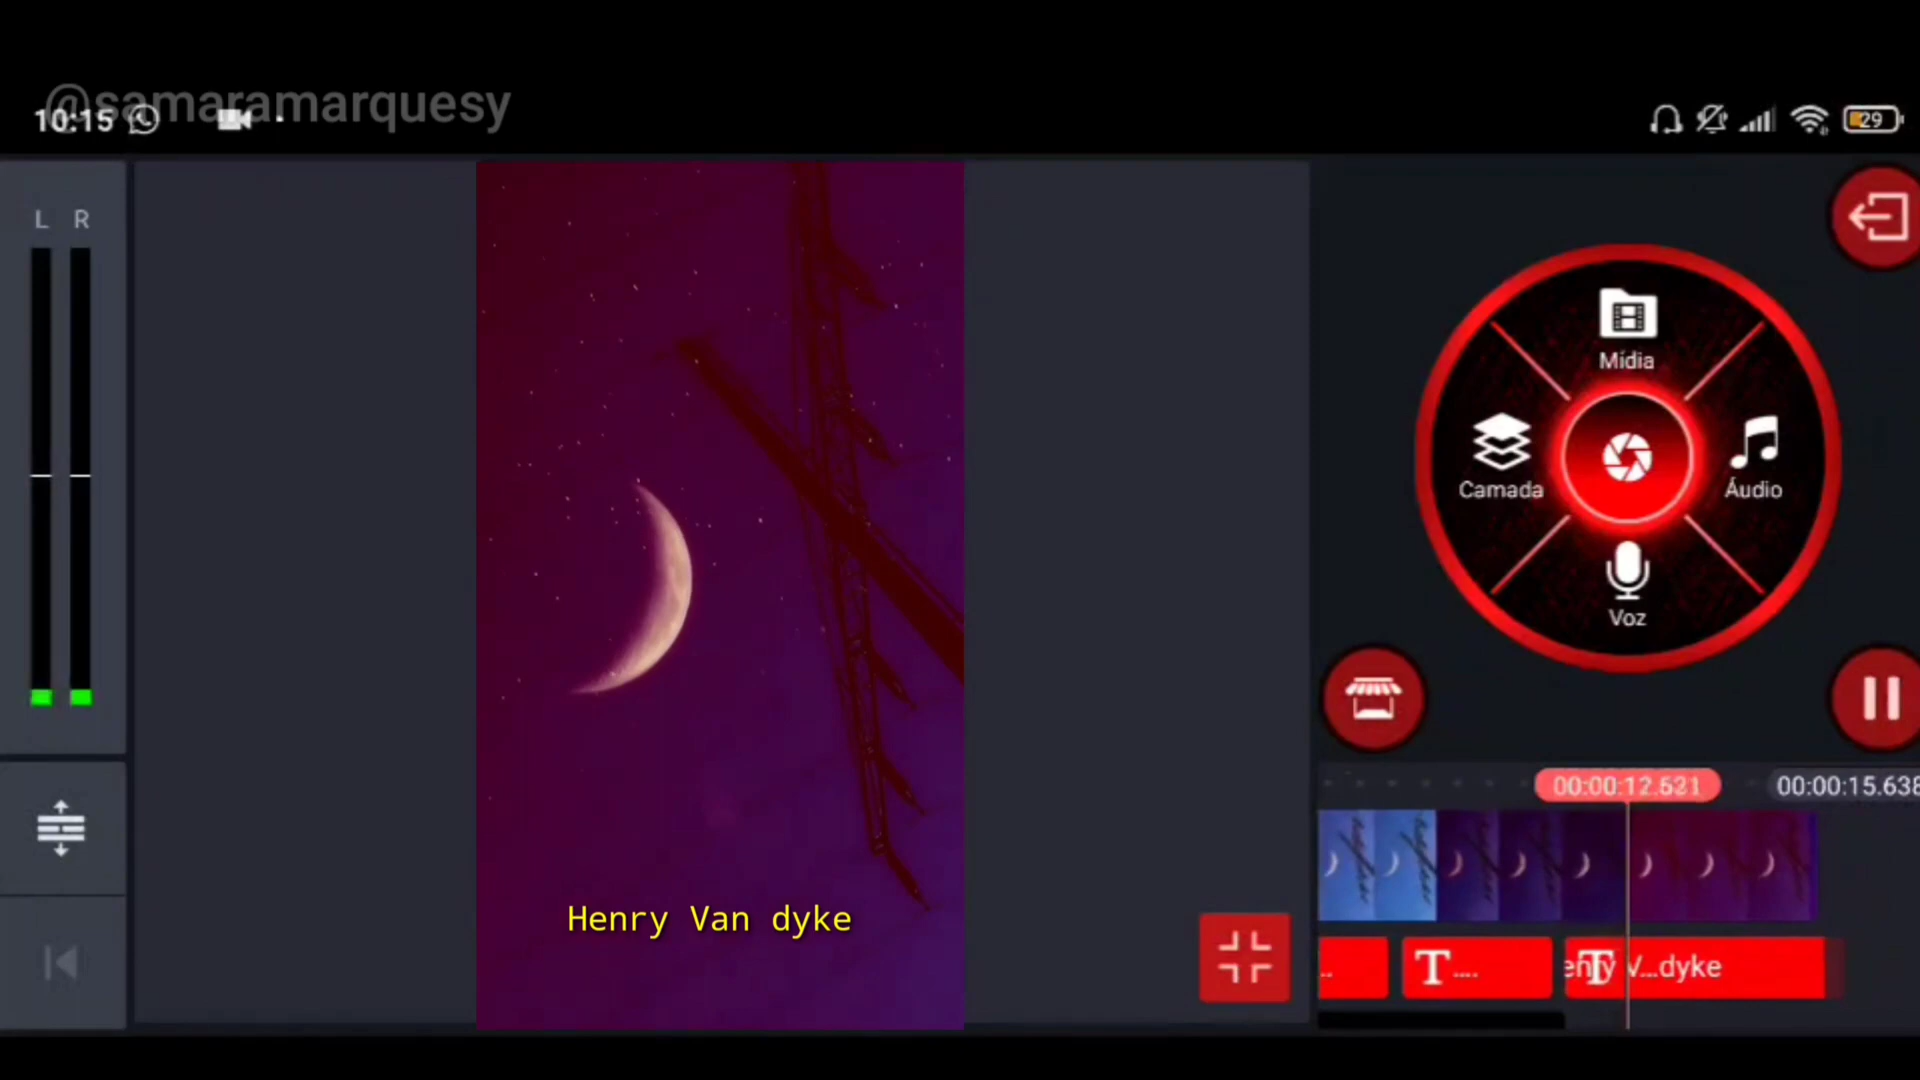 @samaramarquesy
10:15
29
L R
Mídia
Camada
Áudio
Voz
00:00:12.521
00:00:15.638
Henry Van dyke
..
T....
T V...dyke